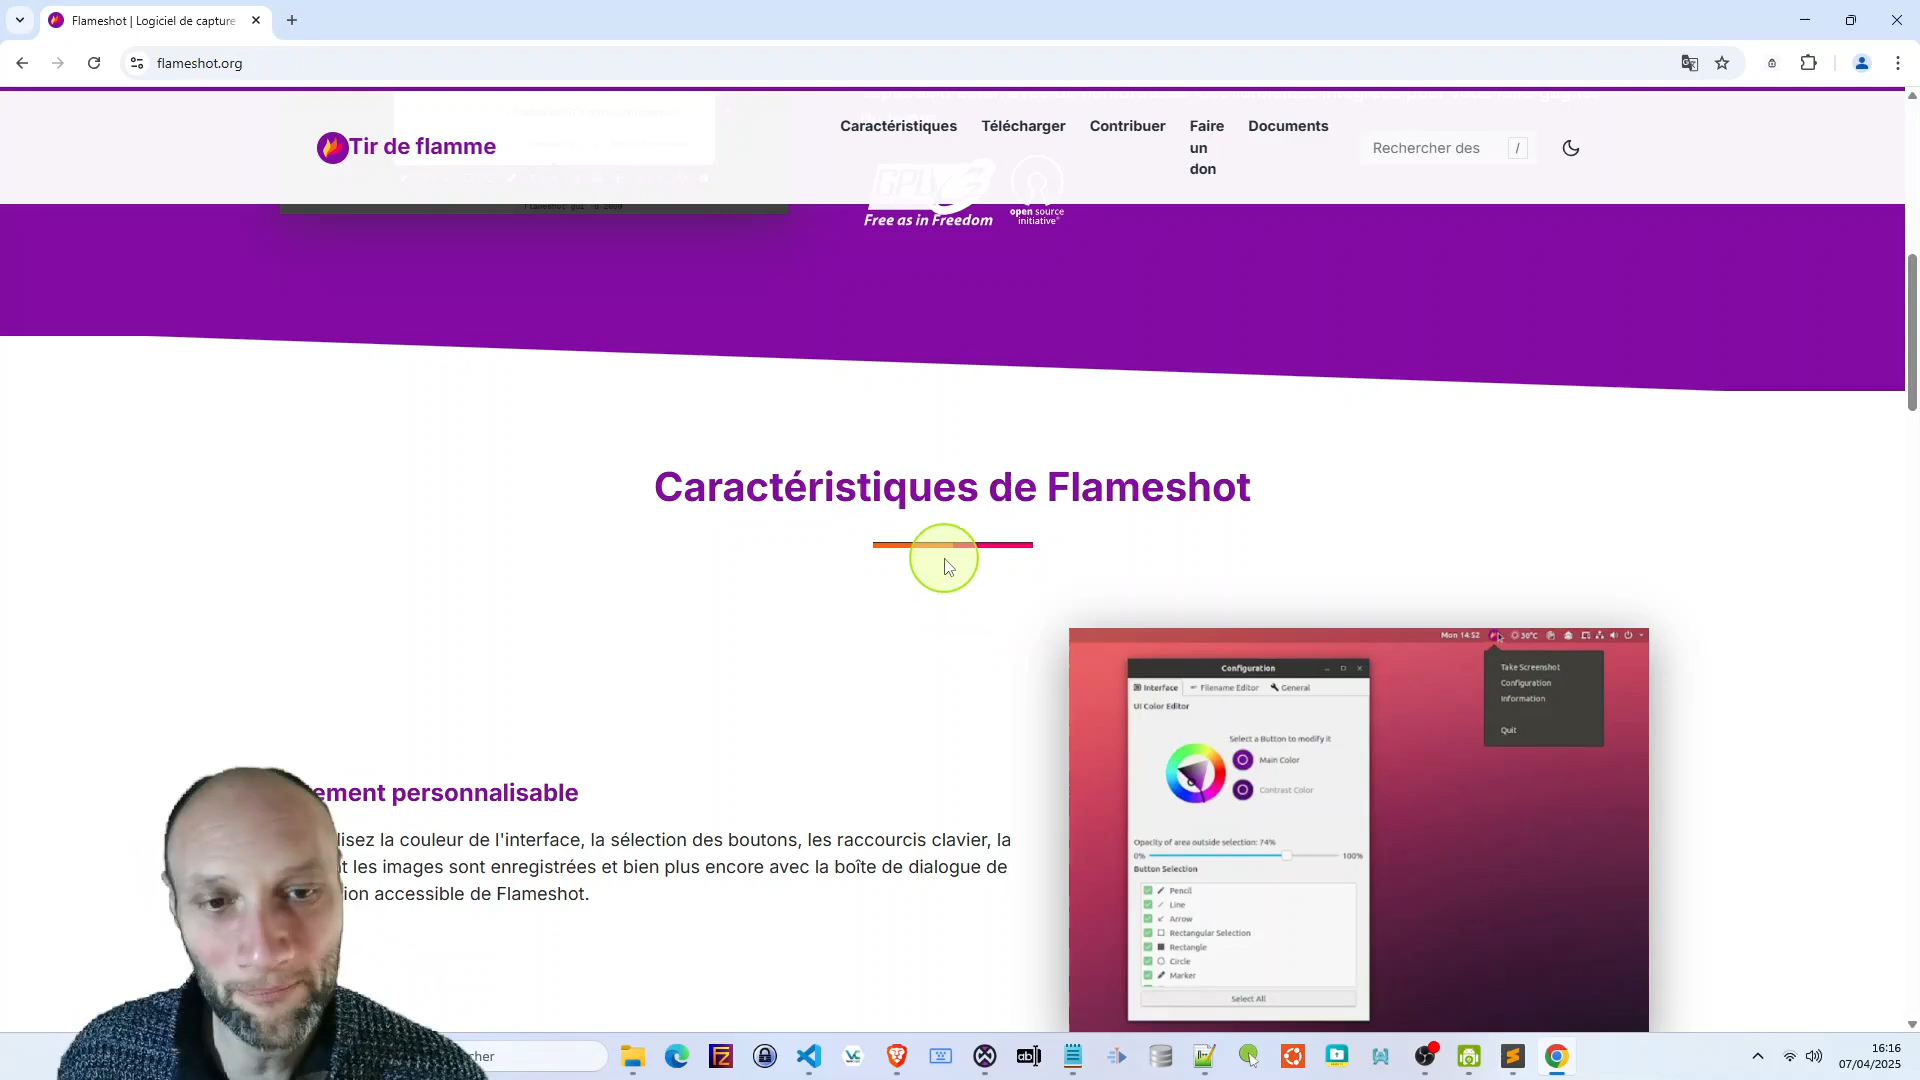 Flameshot | Logiciel de capture
flameshot.org
Tir de flamme
Caractéristiques
Télécharger
Contribuer
Faire
un
don
Documents
Rechercher des
/
GPL
Free as in Freedom
open source
initiative
Caractéristiques de Flameshot
ement personnalisable
lisez la couleur de l'interface, la sélection des boutons, les raccourcis clavier, la
t les images sont enregistrées et bien plus encore avec la boîte de dialogue de
ion accessible de Flameshot.
Mon 14:52
30°C
Take Screenshot
Configuration
Information
Quit
Configuration
Interface
Filename Editor
General
UI Color Editor
Select a Button to modify it
Main Color
Contrast Color
Opacity of area outside selection: 74%
0%
100%
Button Selection
Pencil
Line
Arrow
Rectangular Selection
Rectangle
Circle
Marker
Select All
cher
16:16
07/04/2025